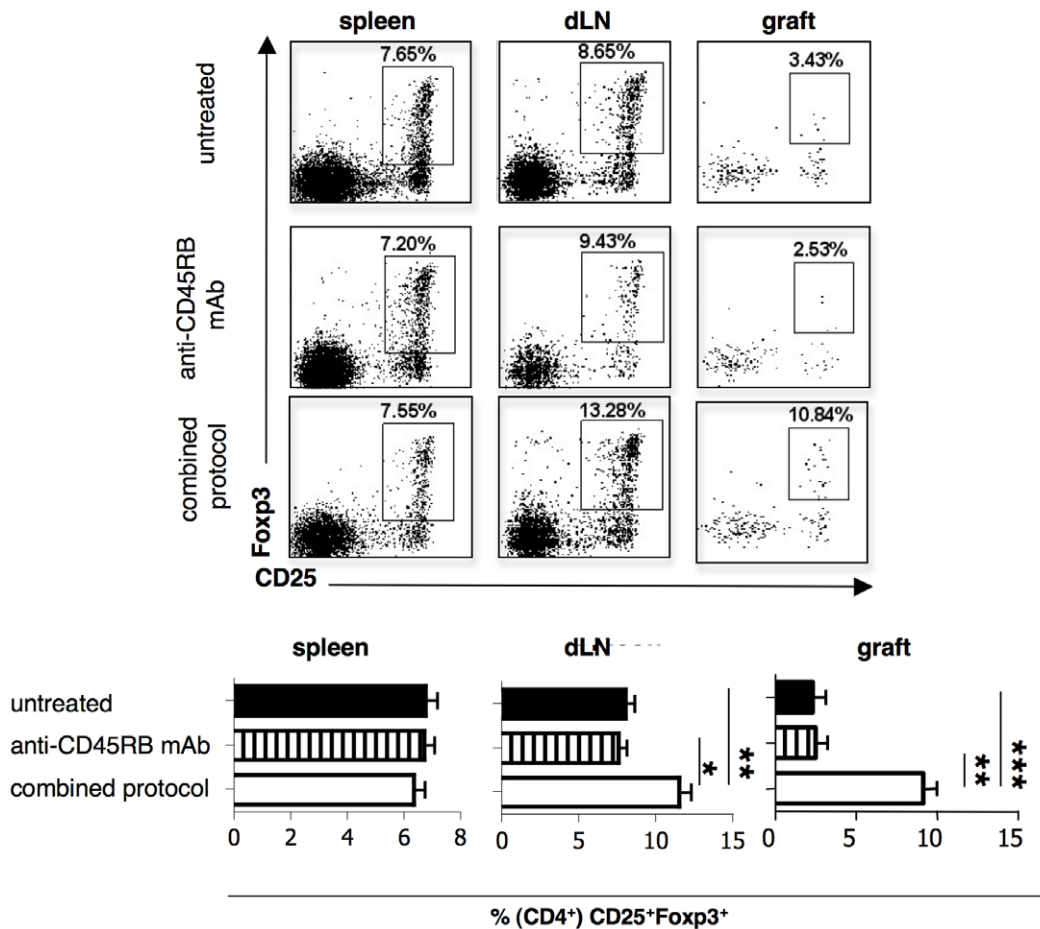 spleen dLN graft
7.65% 8.65% 3.43%
untreated
7.20% 9.43% 2.53%
anti-CD45RB
mAb
7.55% 13.28% 10.84%
combined
protocol
Foxp3
CD25
spleen dLN graft
untreated
anti-CD45RB mAb
combined protocol
* ** ** ***
0 2 4 6 8 0 5 10 15 0 5 10 15
% (CD4⁺) CD25⁺Foxp3⁺